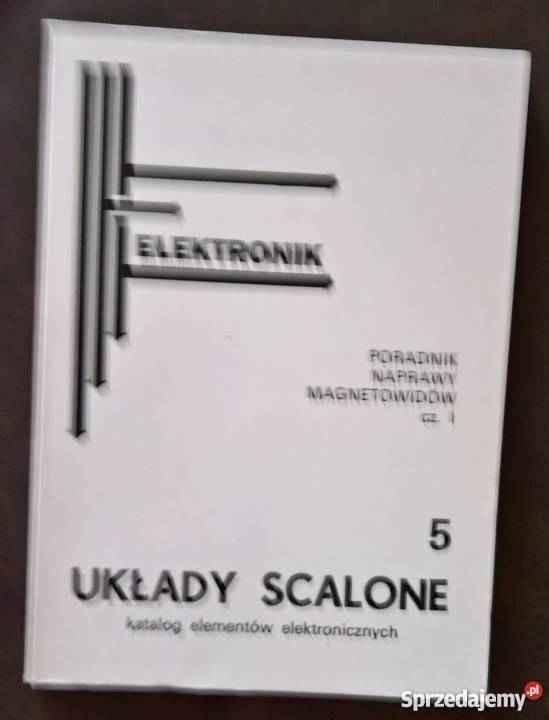 ELEKTRONIK
PORADNIK
NAPRAWY
MAGNETOWIDÓW
cz. I
5
UKŁADY SCALONE
katalog elementów elektronicznych
Sprzedajemy.pl